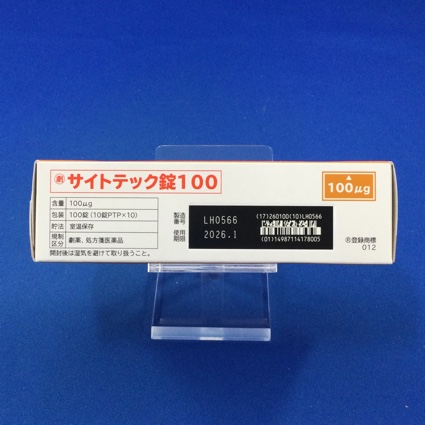 劇 サイトテック錠100
100μg
含量 100μg
包装 100錠(10錠PTP×10)
貯法 室温保存
規制区分 劇薬、処方箋医薬品
開封後は湿気を避けて取り扱うこと。
製造番号 LH0566
使用期限 2026.1
(17)260100(10)LH0566
(01)14987114178005
®登録商標
012